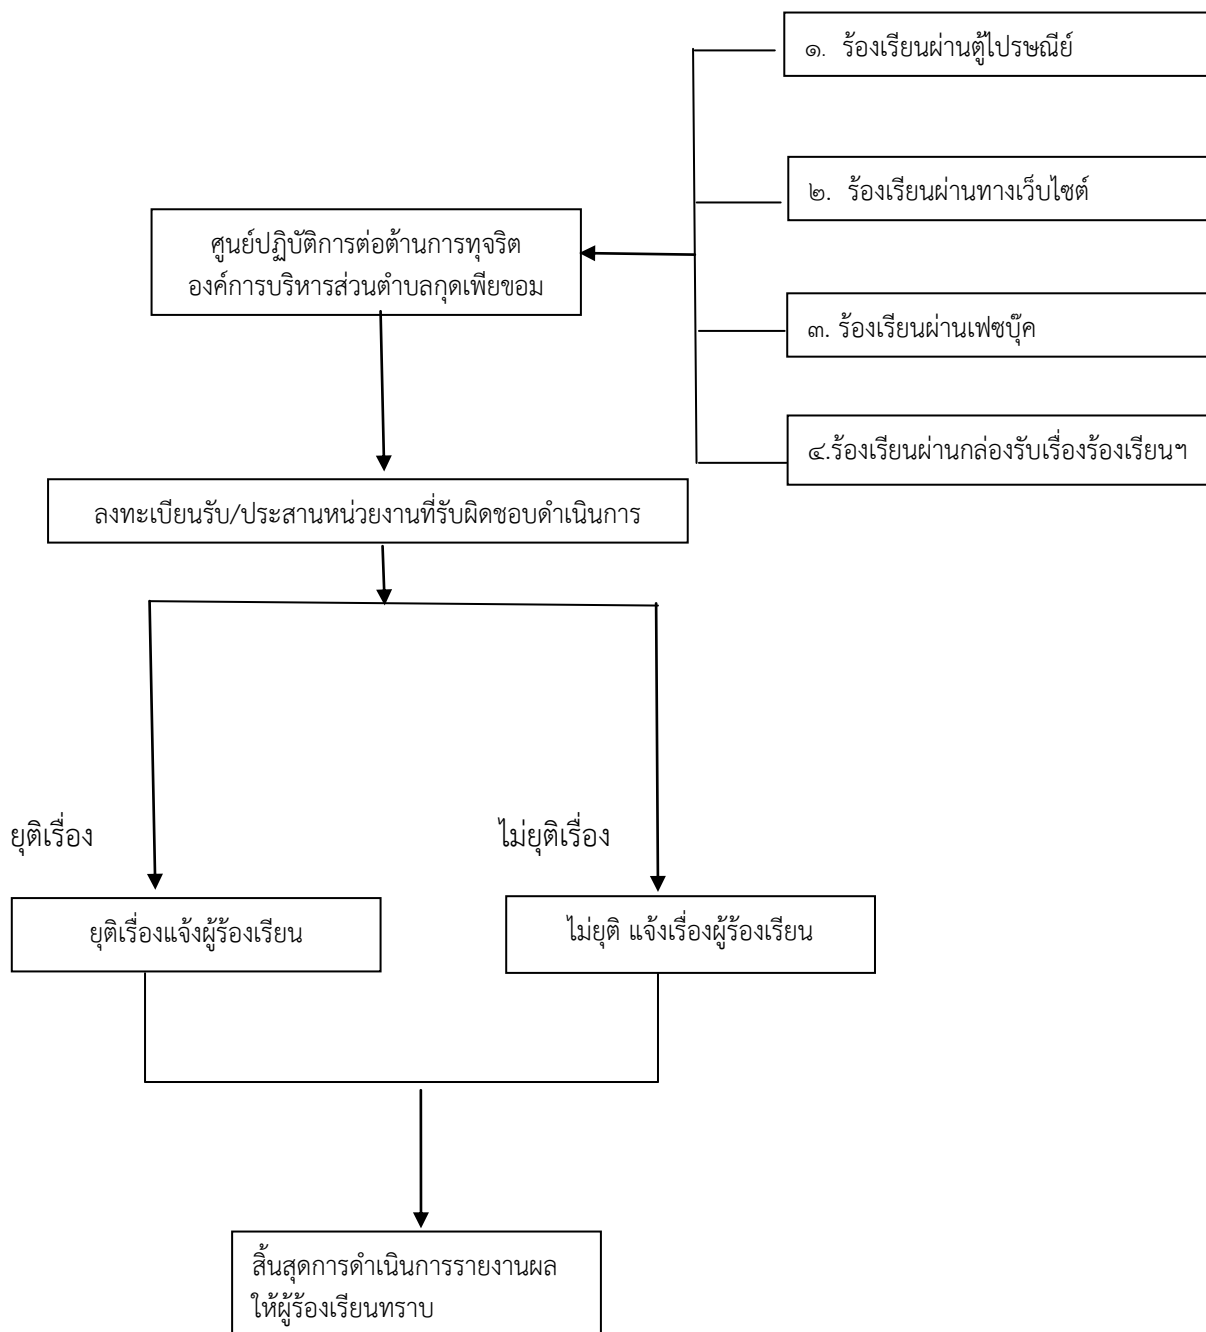 ๑. ร้องเรียนผ่านตู้ไปรษณีย์
๒. ร้องเรียนผ่านทางเว็บไซต์
ศูนย์ปฏิบัติการต่อต้านการทุจริต
องค์การบริหารส่วนตำบลกุดเพียขอม
๓. ร้องเรียนผ่านเฟซบุ๊ค
๔.ร้องเรียนผ่านกล่องรับเรื่องร้องเรียนฯ
ลงทะเบียนรับ/ประสานหน่วยงานที่รับผิดชอบดำเนินการ
ยุติเรื่อง
ไม่ยุติเรื่อง
ยุติเรื่องแจ้งผู้ร้องเรียน
ไม่ยุติ แจ้งเรื่องผู้ร้องเรียน
สิ้นสุดการดำเนินการรายงานผล
ให้ผู้ร้องเรียนทราบ